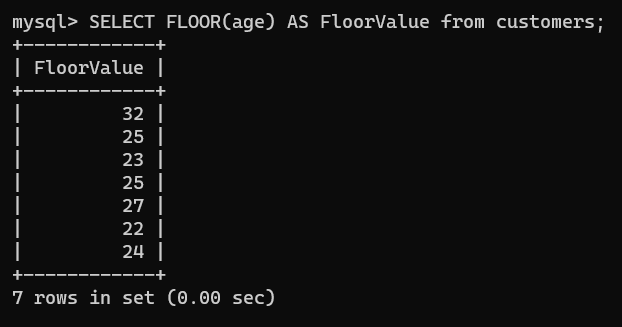 mysql> SELECT FLOOR(age) AS FloorValue from customers;
+------------+
| FloorValue |
+------------+
|         32 |
|         25 |
|         23 |
|         25 |
|         27 |
|         22 |
|         24 |
+------------+
7 rows in set (0.00 sec)